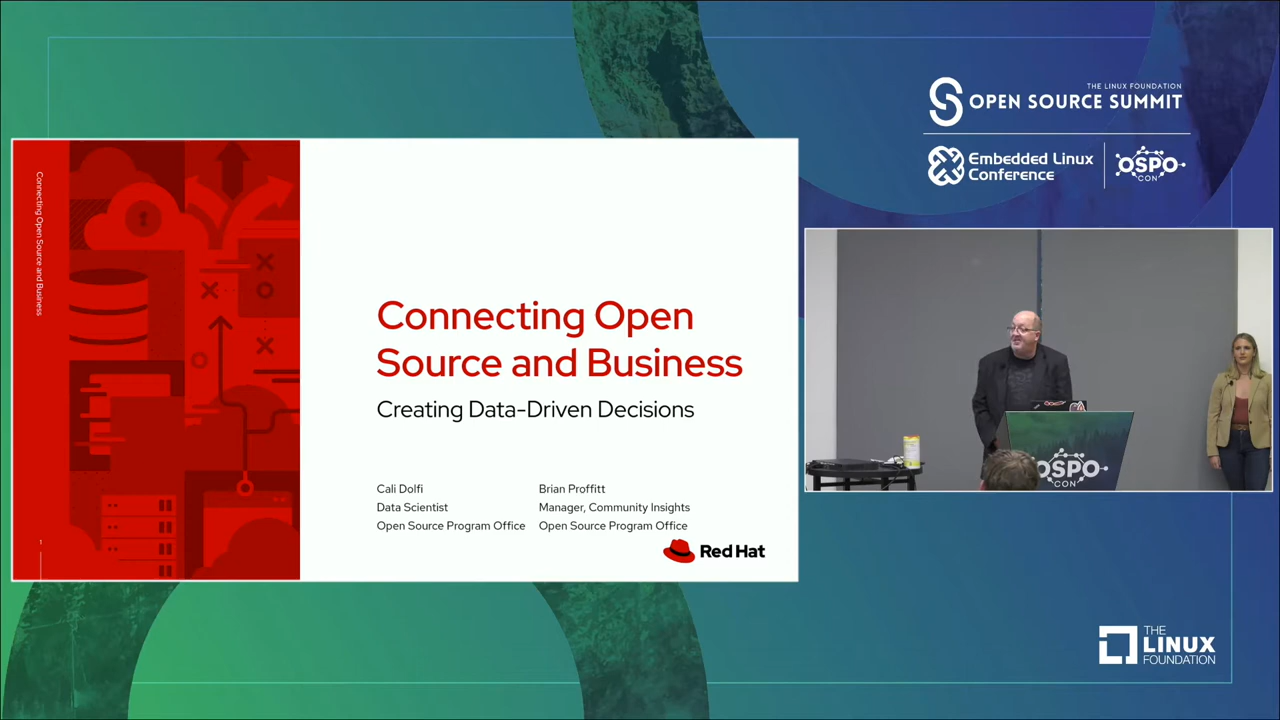 THE LINUX FOUNDATION
OPEN SOURCE SUMMIT
Embedded Linux
Conference
OSPO
CON
Connecting Open Source and Business
Connecting Open
Source and Business
Creating Data-Driven Decisions
Cali Dolfi
Data Scientist
Open Source Program Office
Brian Proffitt
Manager, Community Insights
Open Source Program Office
Red Hat
1
OSPO
CON
THE
LINUX
FOUNDATION